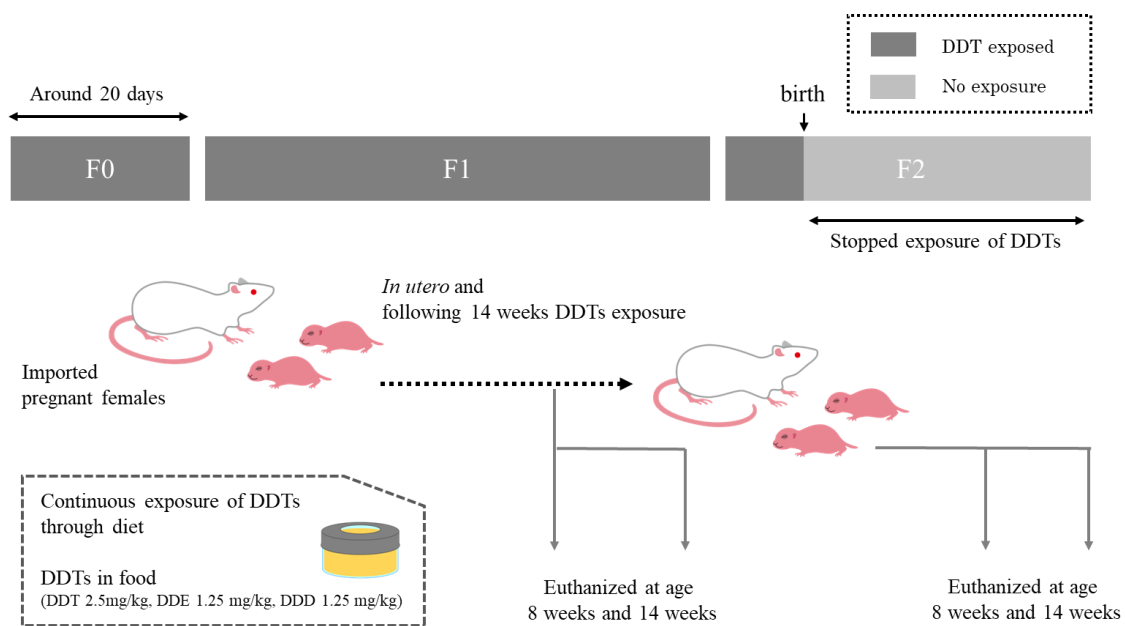 DDT exposed
No exposure
Around 20 days
birth
F0
F1
F2
Stopped exposure of DDTs
In utero and
following 14 weeks DDTs exposure
Imported
pregnant females
Continuous exposure of DDTs
through diet
DDTs in food
(DDT 2.5mg/kg, DDE 1.25 mg/kg, DDD 1.25 mg/kg)
Euthanized at age
8 weeks and 14 weeks
Euthanized at age
8 weeks and 14 weeks